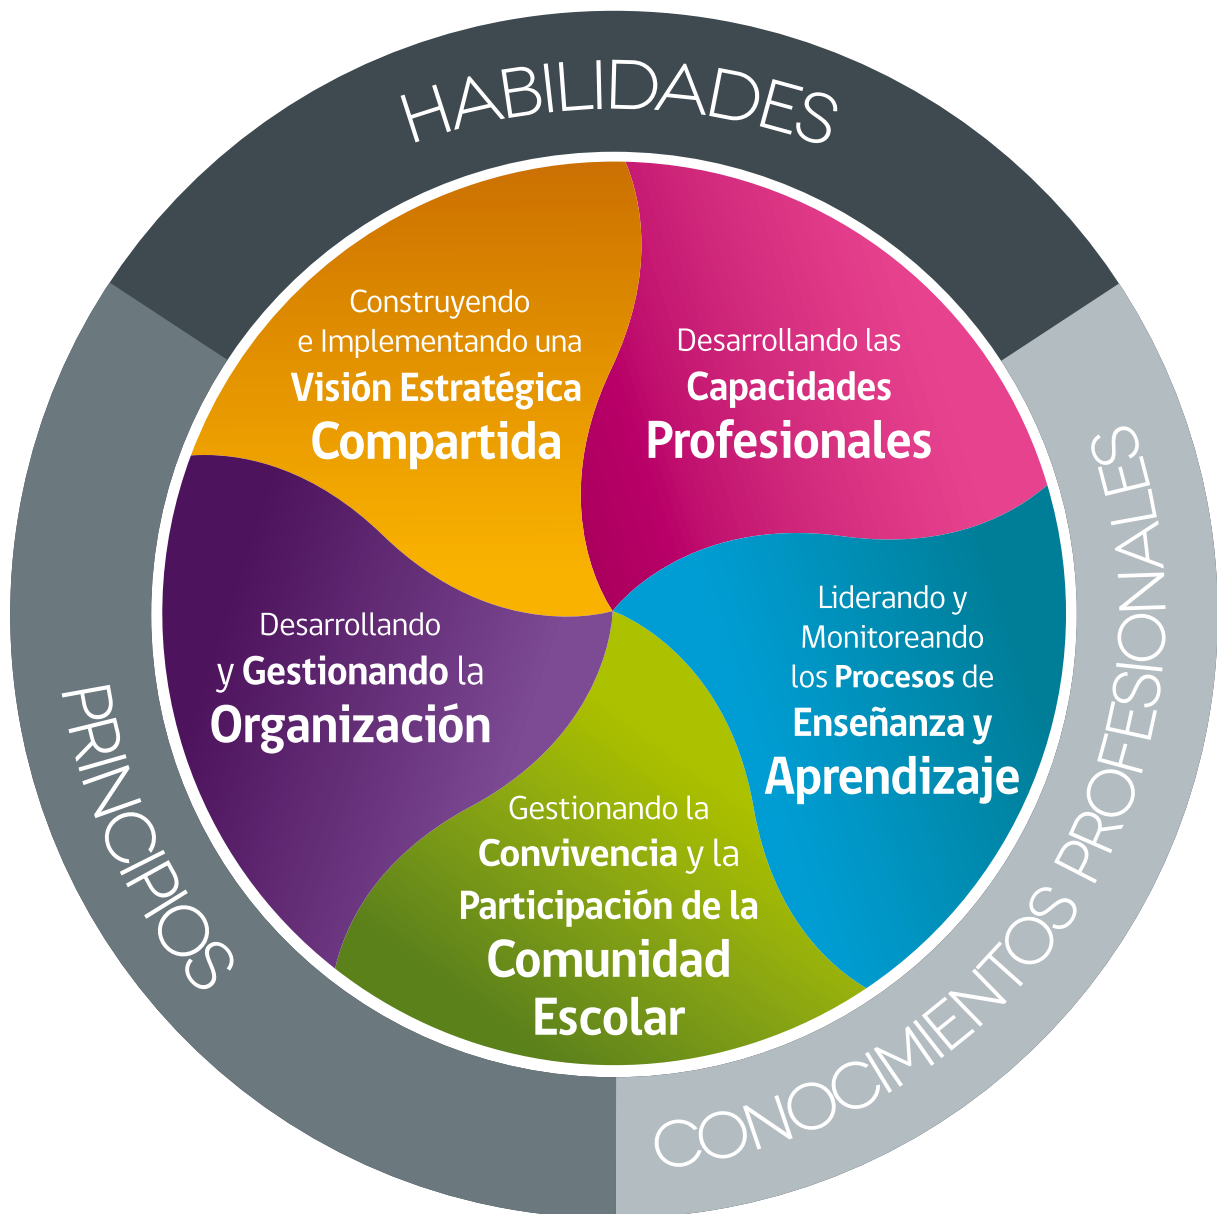 HABILIDADES
Construyendo
e Implementando una
Visión Estratégica
Compartida
Desarrollando las
Capacidades
Profesionales
Liderando y
Monitoreando
los Procesos de
Enseñanza y
Aprendizaje
Gestionando la
Convivencia y la
Participación de la
Comunidad
Escolar
Desarrollando
y Gestionando la
Organización
PRINCIPIOS
CONOCIMIENTOS PROFESIONALES